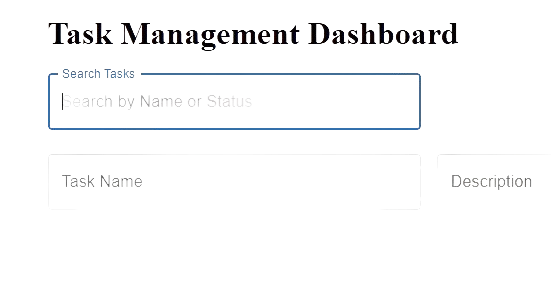 Task Management Dashboard
Search Tasks
Search by Name or Status
Task Name
Description